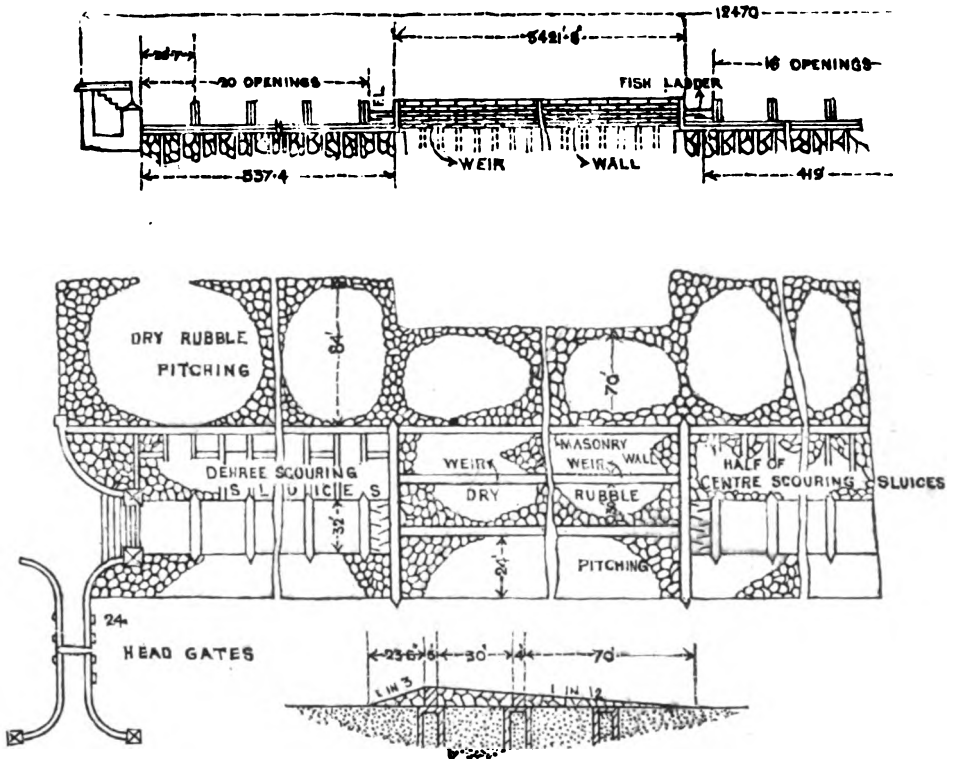 12470
5421'·8"
20 OPENINGS
16 OPENINGS
FISH LADDER
F.L.
WEIR
WALL
537·4
419'
DRY RUBBLE
PITCHING
84'
70'
MASONRY
WEIR WALL
WEIR
DEHREE SCOURING
SLUICES
HALF OF
CENTRE SCOURING SLUICES
DRY RUBBLE
32'
24'
PITCHING
24
HEAD GATES
30'
70'
1 IN 3
1 IN 12